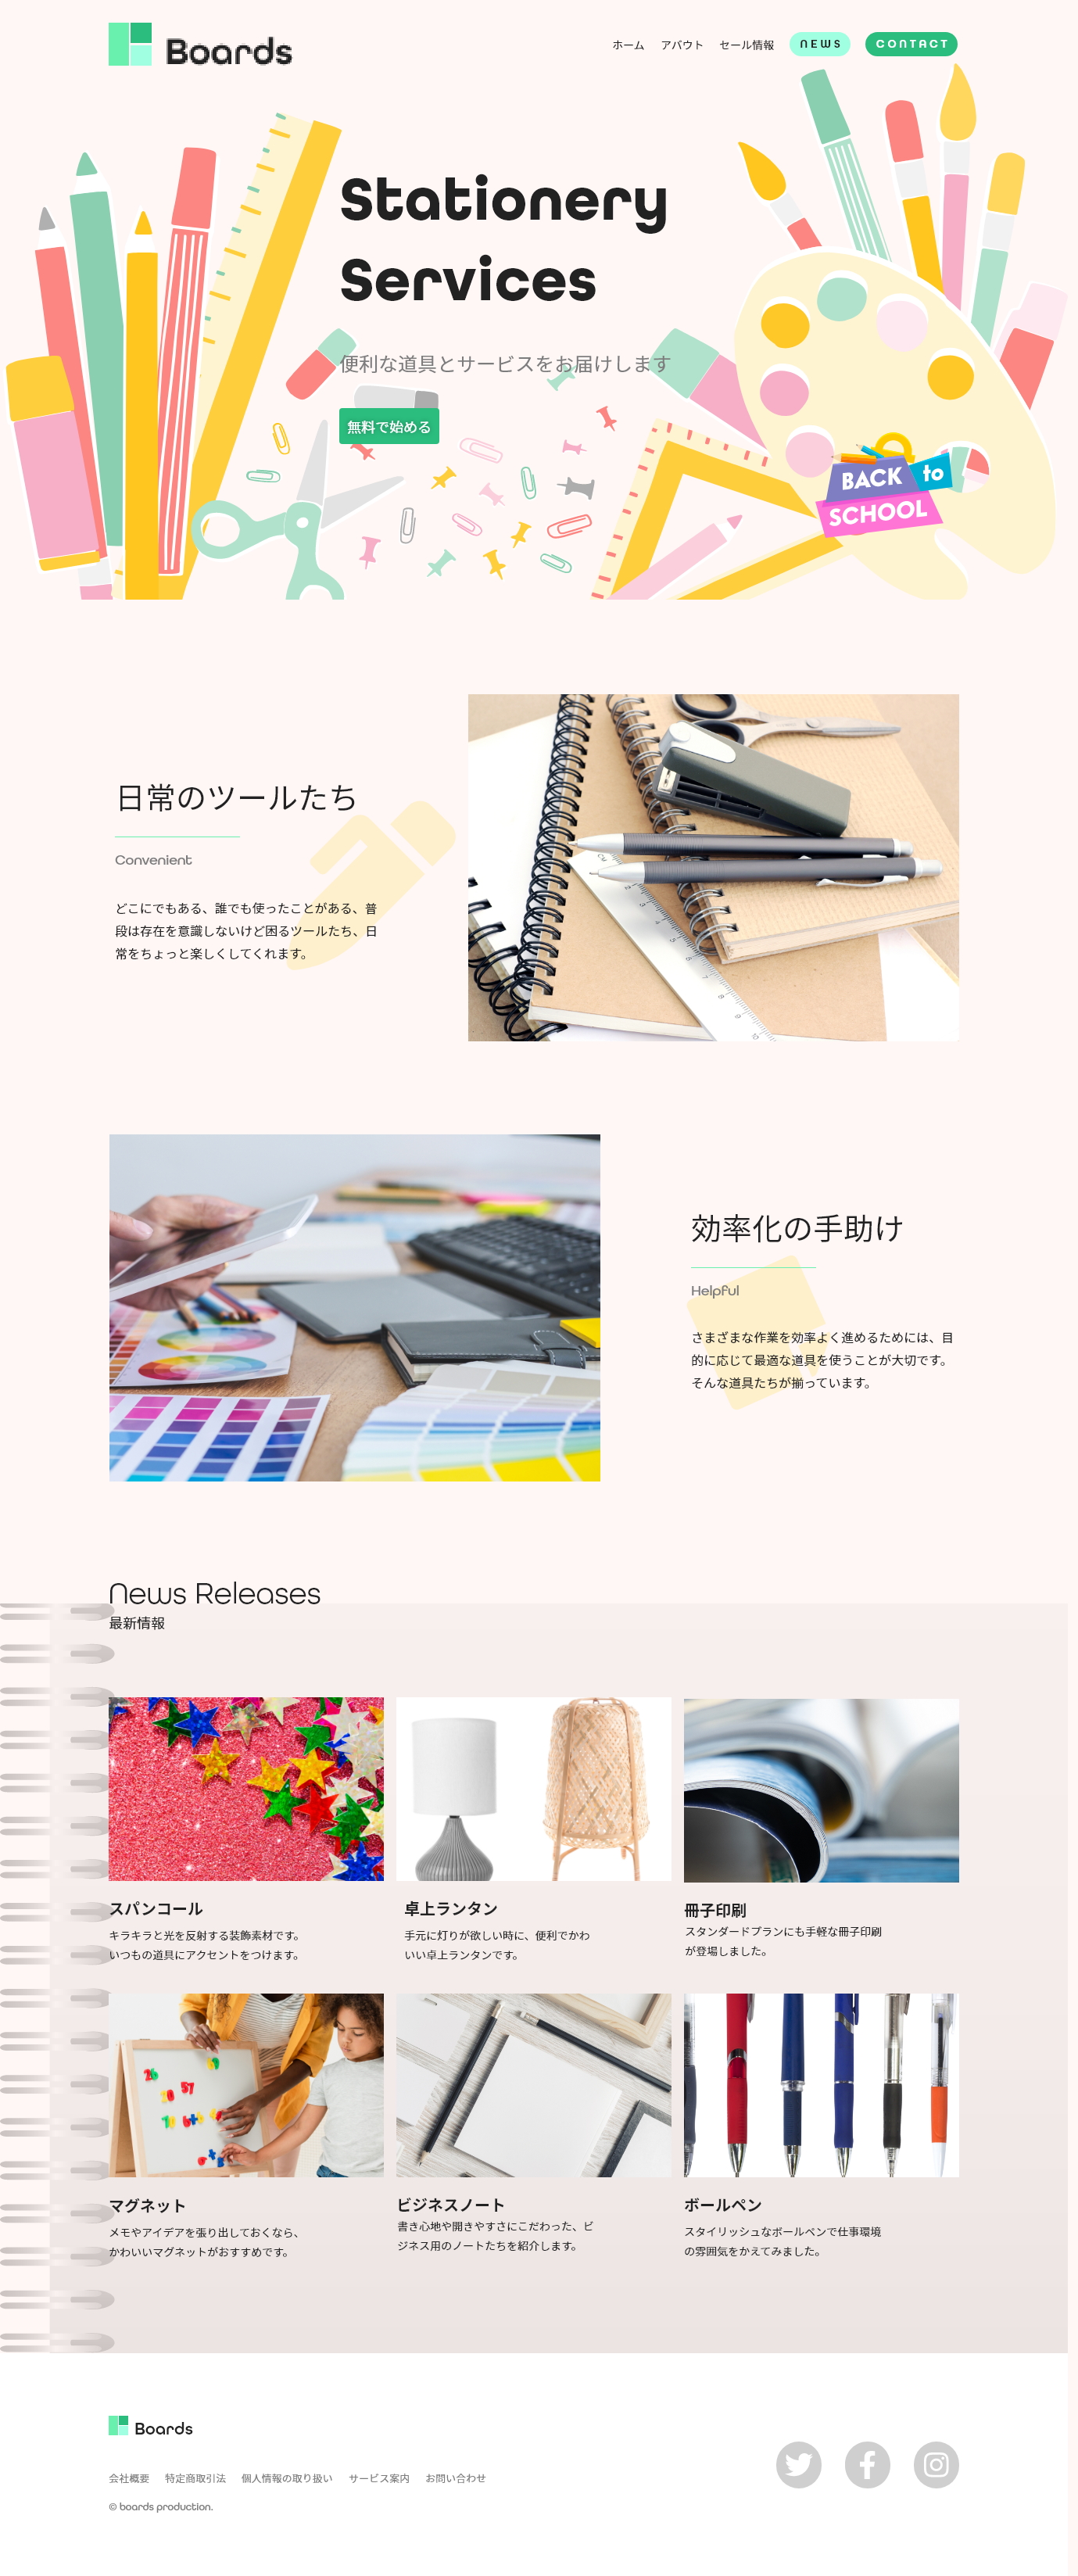 Boards
ホーム アバウト セール情報 NEWS CONTACT
Stationery
Services
便利な道具とサービスをお届けします
無料で始める
BACK to
SCHOOL
日常のツールたち
Convenient
どこにでもある、誰でも使ったことがある、普
段は存在を意識しないけど困るツールたち、日
常をちょっと楽しくしてくれます。
効率化の手助け
Helpful
さまざまな作業を効率よく進めるためには、目
的に応じて最適な道具を使うことが大切です。
そんな道具たちが揃っています。
News Releases
最新情報
スパンコール
キラキラと光を反射する装飾素材です。
いつもの道具にアクセントをつけます。
卓上ランタン
手元に灯りが欲しい時に、便利でかわ
いい卓上ランタンです。
冊子印刷
スタンダードプランにも手軽な冊子印刷
が登場しました。
マグネット
メモやアイデアを張り出しておくなら、
かわいいマグネットがおすすめです。
ビジネスノート
書き心地や開きやすさにこだわった、ビ
ジネス用のノートたちを紹介します。
ボールペン
スタイリッシュなボールペンで仕事環境
の雰囲気をかえてみました。
Boards
会社概要 特定商取引法 個人情報の取り扱い サービス案内 お問い合わせ
© boards production.